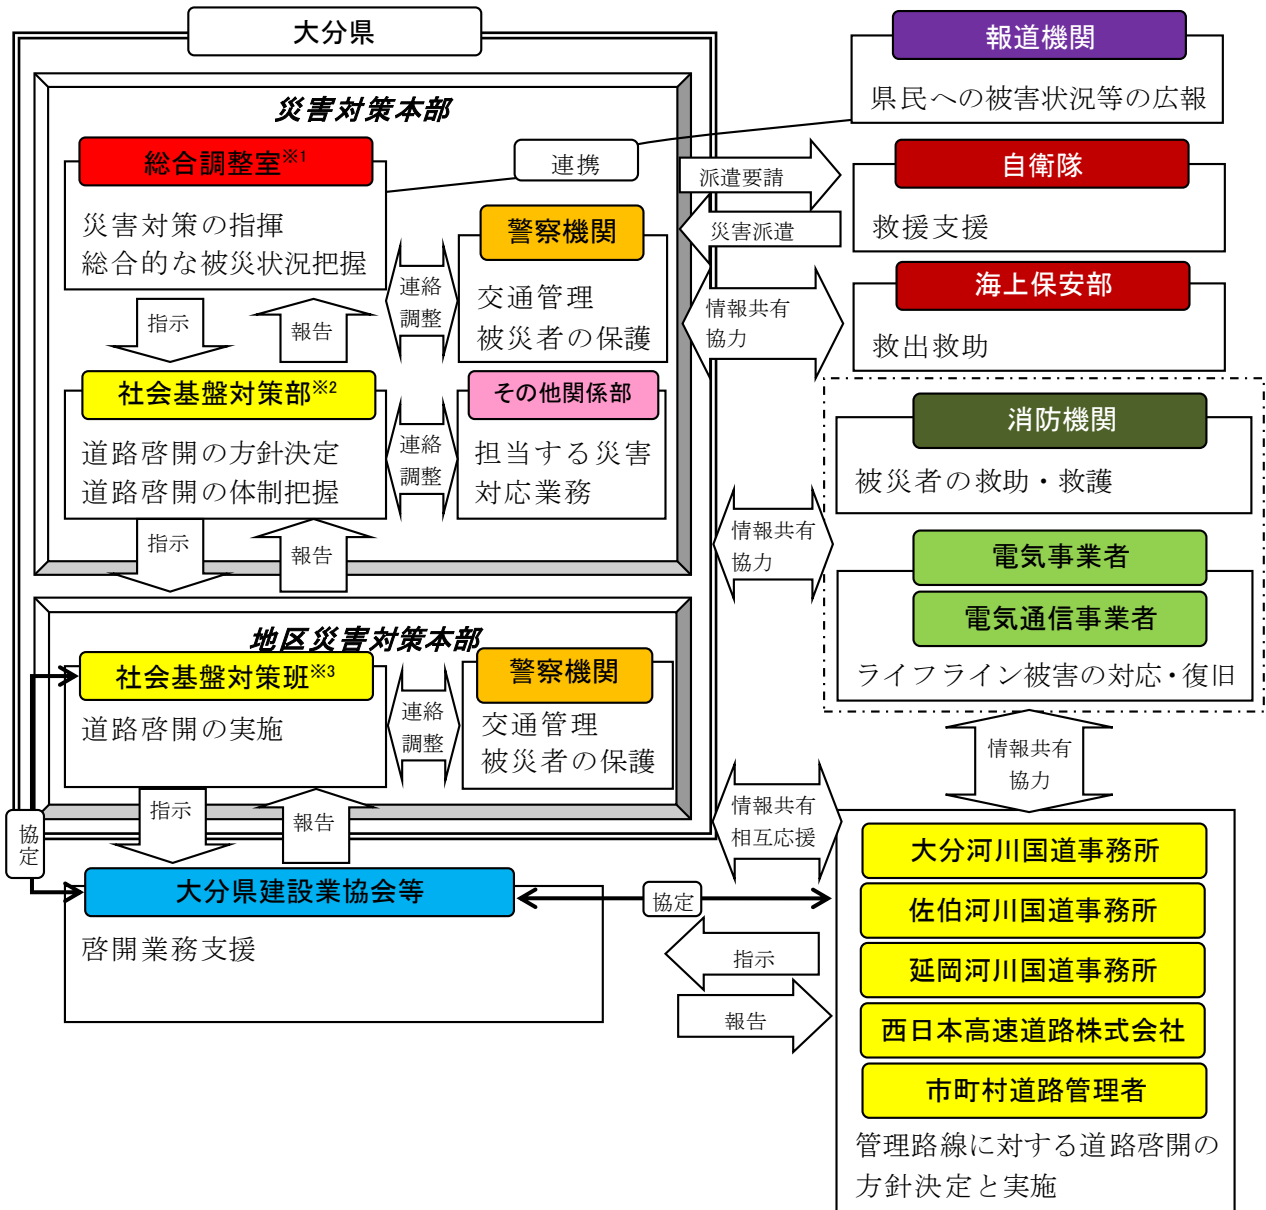 大分県
災害対策本部
総合調整室※1
災害対策の指揮
総合的な被災状況把握
連携
警察機関
交通管理
被災者の保護
連絡
調整
指示
報告
社会基盤対策部※2
道路啓開の方針決定
道路啓開の体制把握
連絡
調整
その他関係部
担当する災害
対応業務
指示
報告
地区災害対策本部
社会基盤対策班※3
道路啓開の実施
連絡
調整
警察機関
交通管理
被災者の保護
指示
報告
協定
大分県建設業協会等
啓開業務支援
報道機関
県民への被害状況等の広報
派遣要請
災害派遣
自衛隊
救援支援
情報共有
協力
海上保安部
救出救助
消防機関
被災者の救助・救護
情報共有
協力
電気事業者
電気通信事業者
ライフライン被害の対応・復旧
情報共有
協力
情報共有
相互応援
協定
指示
報告
大分河川国道事務所
佐伯河川国道事務所
延岡河川国道事務所
西日本高速道路株式会社
市町村道路管理者
管理路線に対する道路啓開の
方針決定と実施